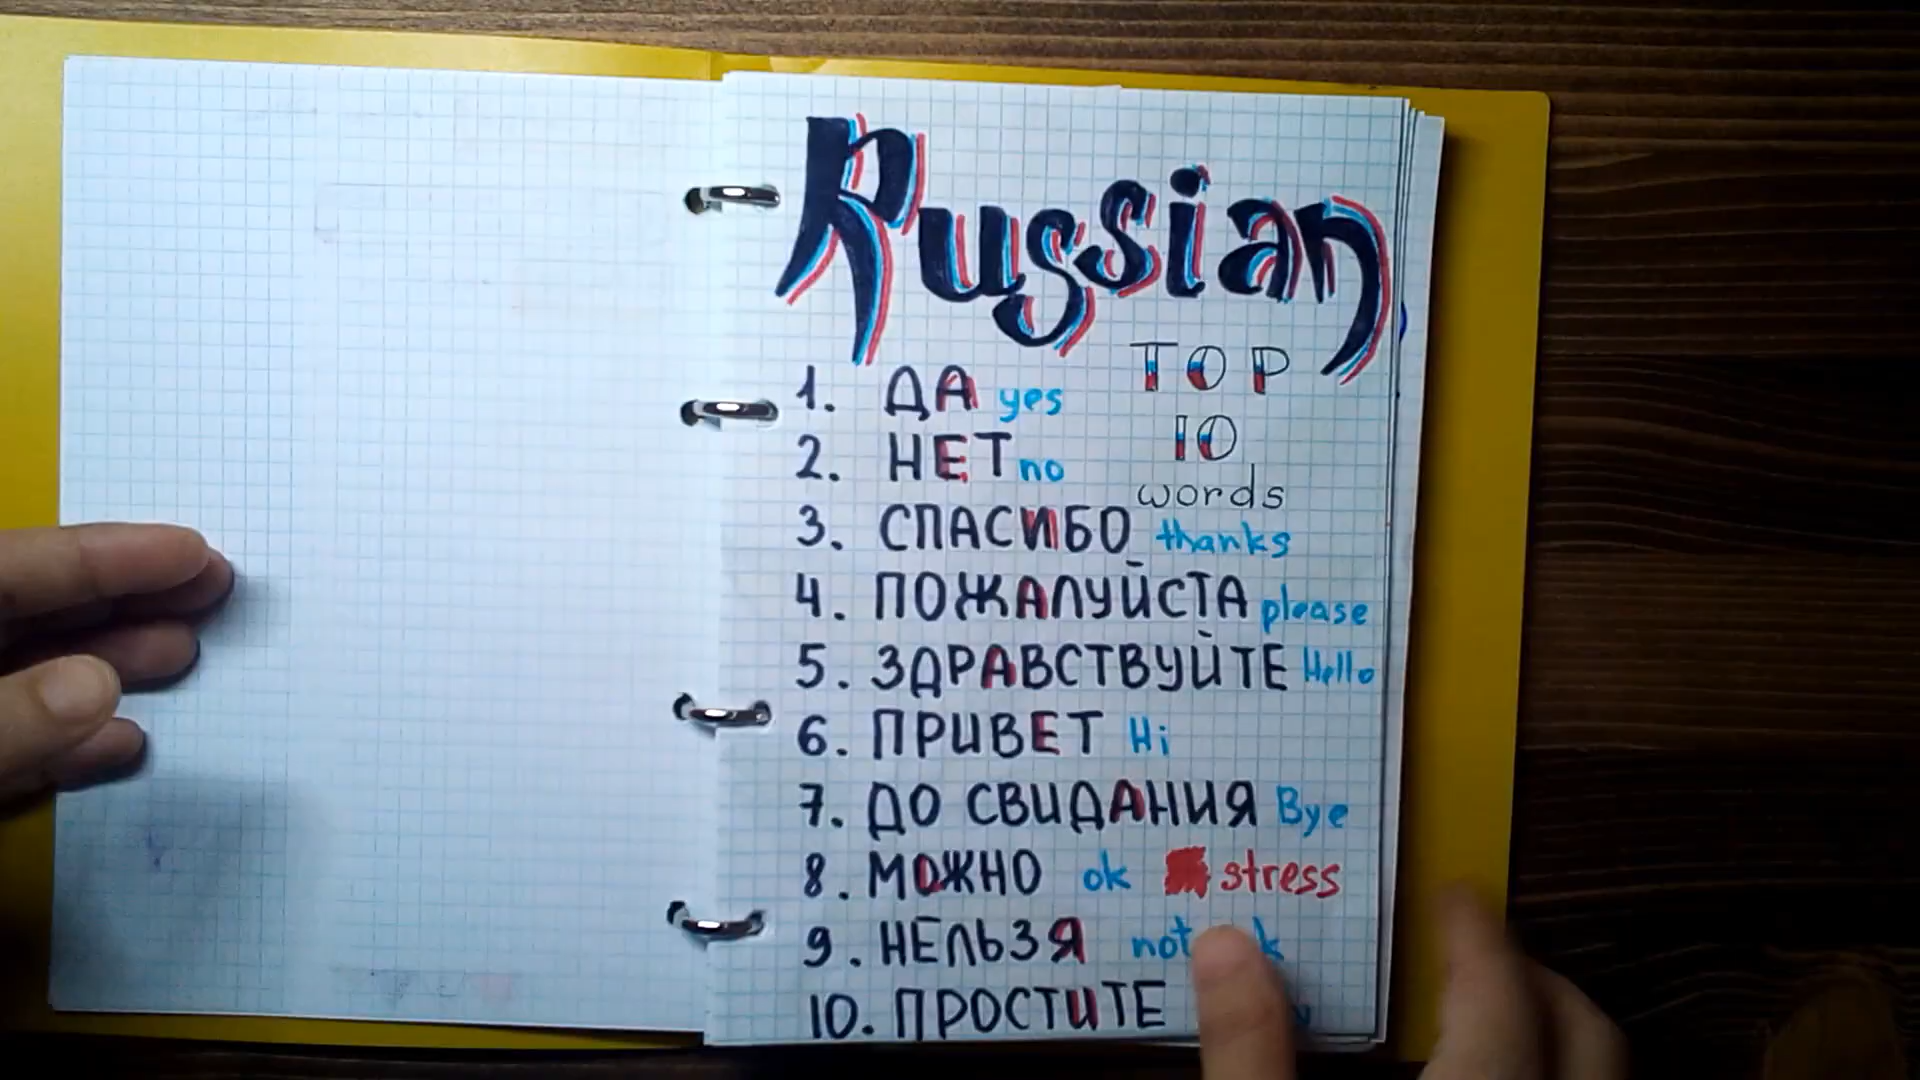 Russian
TOP
10
words
1. ДА yes
2. НЕТ no
3. СПАСИБО thanks
4. ПОЖАЛУЙСТА please
5. ЗДРАВСТВУЙТЕ Hello
6. ПРИВЕТ Hi
7. ДО СВИДАНИЯ Bye
8. МОЖНО ok stress
9. НЕЛЬЗЯ not
10. ПРОСТИТЕ